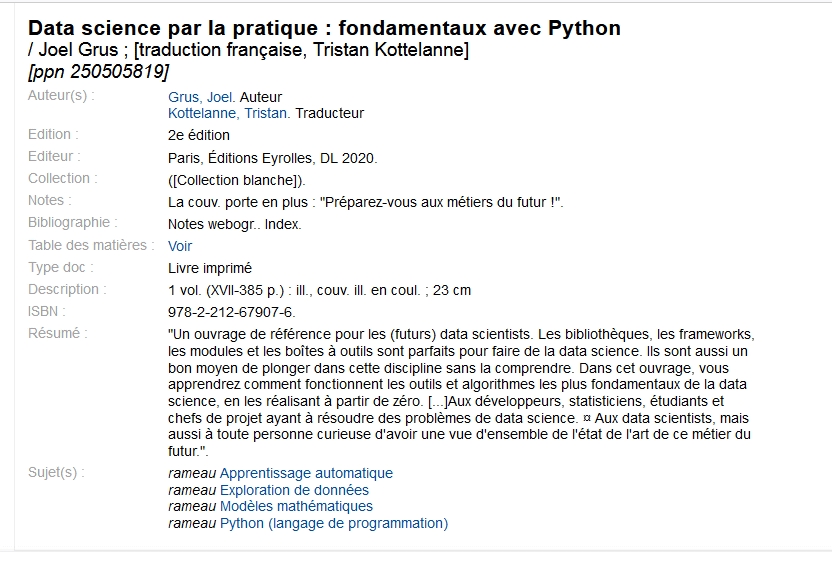 Data science par la pratique : fondamentaux avec Python
/ Joel Grus ; [traduction française, Tristan Kottelanne]
[ppn 250505819]
Auteur(s) : Grus, Joel. Auteur
Kottelanne, Tristan. Traducteur
Edition : 2e édition
Editeur : Paris, Éditions Eyrolles, DL 2020.
Collection : ([Collection blanche]).
Notes : La couv. porte en plus : "Préparez-vous aux métiers du futur !".
Bibliographie : Notes webogr.. Index.
Table des matières : Voir
Type doc : Livre imprimé
Description : 1 vol. (XVII-385 p.) : ill., couv. ill. en coul. ; 23 cm
ISBN : 978-2-212-67907-6.
Résumé : "Un ouvrage de référence pour les (futurs) data scientists. Les bibliothèques, les frameworks,
les modules et les boîtes à outils sont parfaits pour faire de la data science. Ils sont aussi un
bon moyen de plonger dans cette discipline sans la comprendre. Dans cet ouvrage, vous
apprendrez comment fonctionnent les outils et algorithmes les plus fondamentaux de la data
science, en les réalisant à partir de zéro. [...]Aux développeurs, statisticiens, étudiants et
chefs de projet ayant à résoudre des problèmes de data science. ¤ Aux data scientists, mais
aussi à toute personne curieuse d'avoir une vue d'ensemble de l'état de l'art de ce métier du
futur.".
Sujet(s) : rameau Apprentissage automatique
rameau Exploration de données
rameau Modèles mathématiques
rameau Python (langage de programmation)